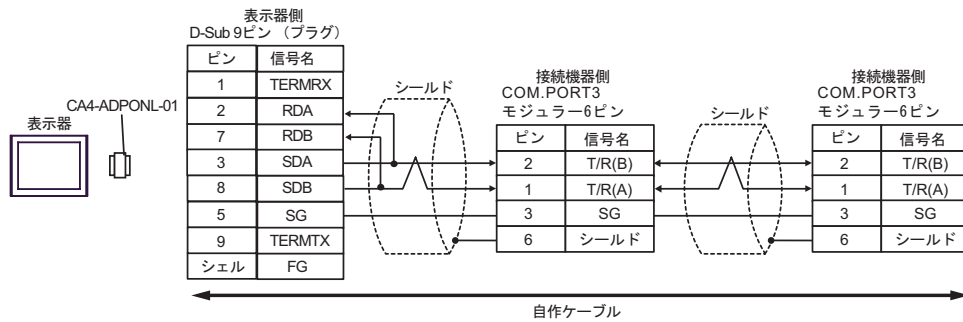 表示器
CA4-ADPONL-01
表示器側
D-Sub 9ピン (プラグ)
ピン 信号名
1 TERMRX
2 RDA
7 RDB
3 SDA
8 SDB
5 SG
9 TERMTX
シェル FG
シールド
接続機器側
COM.PORT3
モジュラー6ピン
ピン 信号名
2 T/R(B)
1 T/R(A)
3 SG
6 シールド
シールド
接続機器側
COM.PORT3
モジュラー6ピン
ピン 信号名
2 T/R(B)
1 T/R(A)
3 SG
6 シールド
自作ケーブル